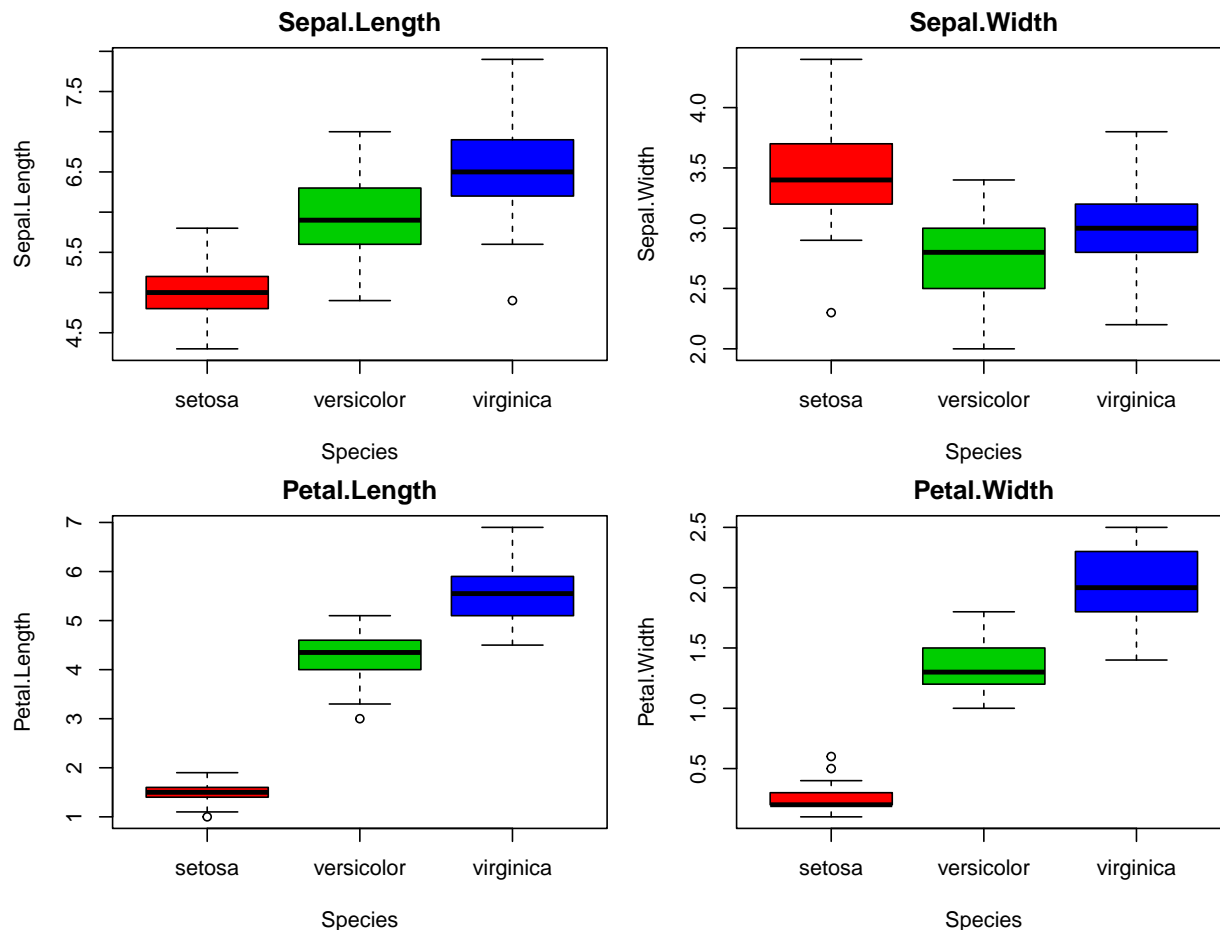 Sepal.Length
Sepal.Length
4.5
5.5
6.5
7.5
setosa
versicolor
virginica
Species
Sepal.Width
Sepal.Width
2.0
2.5
3.0
3.5
4.0
setosa
versicolor
virginica
Species
Petal.Length
Petal.Length
1
2
3
4
5
6
7
setosa
versicolor
virginica
Species
Petal.Width
Petal.Width
0.5
1.0
1.5
2.0
2.5
setosa
versicolor
virginica
Species